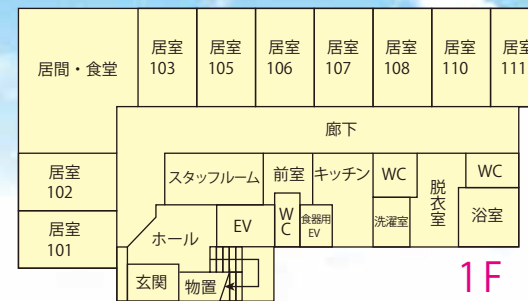 居間・食堂
居室
103
居室
105
居室
106
居室
107
居室
108
居室
110
居室
111
廊下
居室
102
居室
101
スタッフルーム
前室
キッチン
WC
脱衣室
WC
浴室
洗濯室
食器用
EV
WC
EV
ホール
玄関
物置
1F